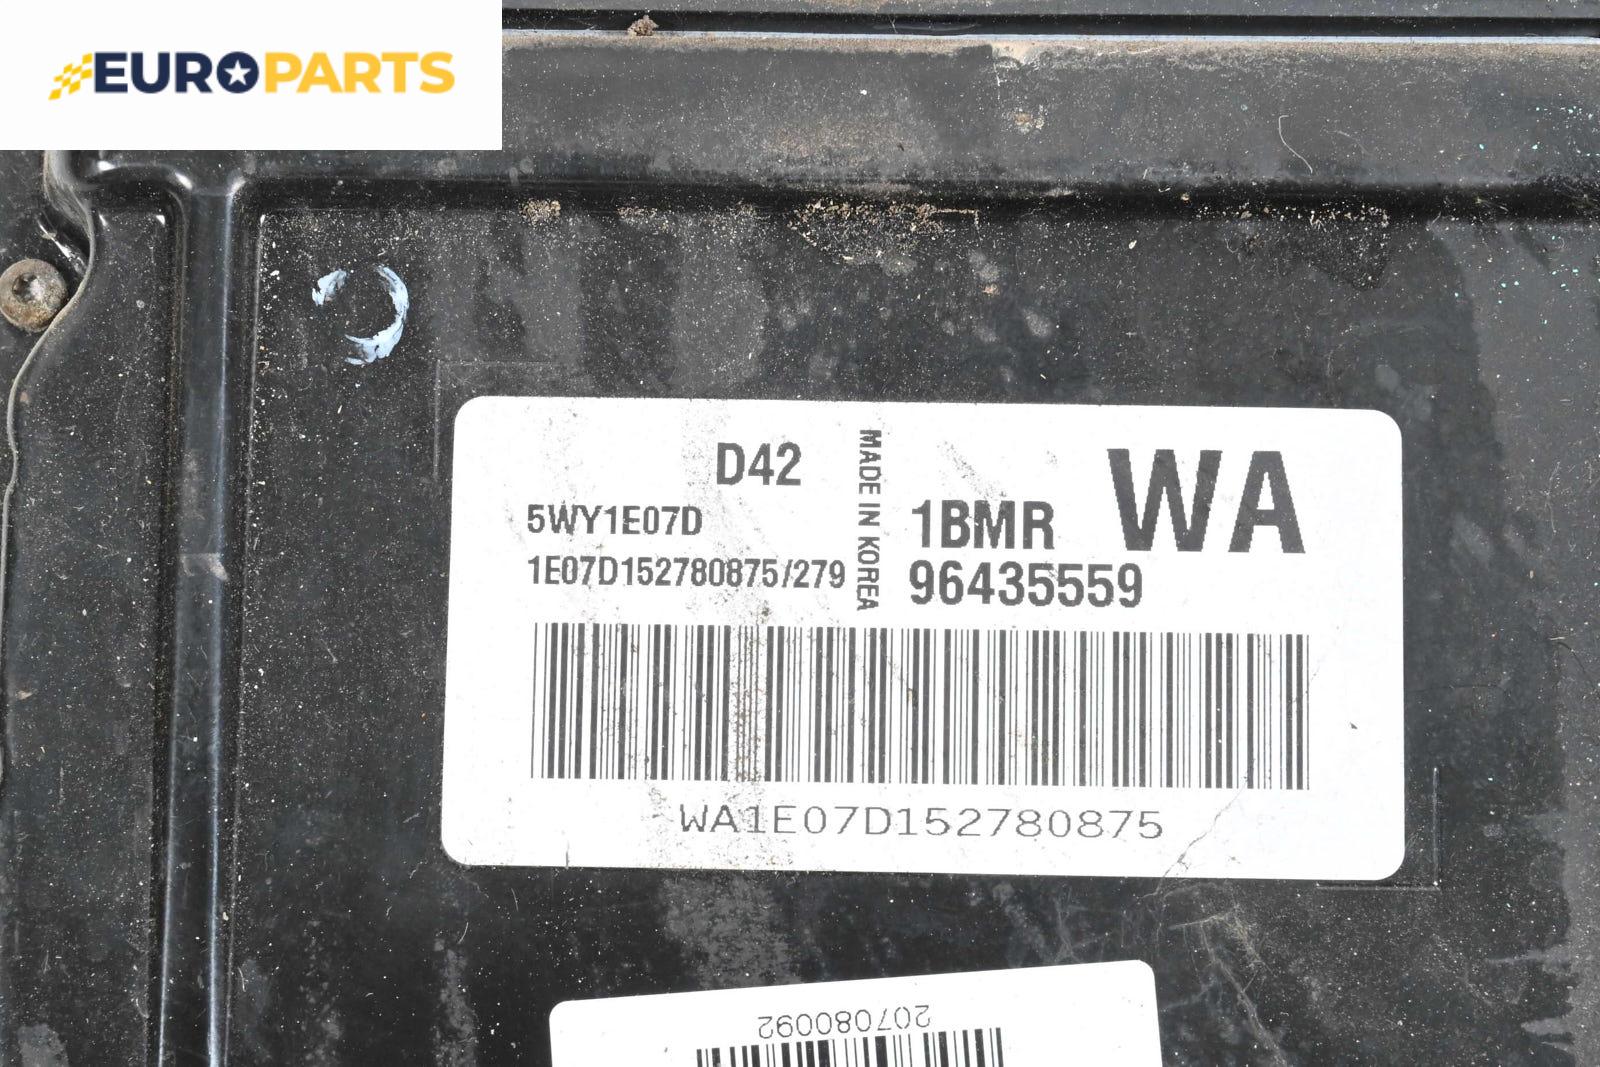 EUROPARTS
D42
5WY1E07D
1E07D152780875/279
MADE IN KOREA
1BMR
WA
96435559
WA1E07D152780875
207080092